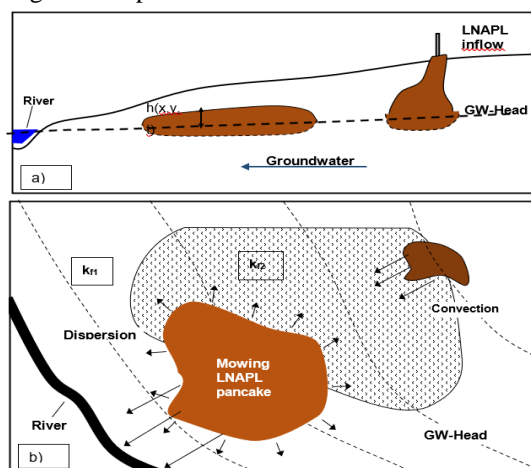 LNAPL
inflow
River
h(x,y,
GW-Head
Groundwater
a)
kf1
kf2
Convection
Dispersion
Mowing
LNAPL
pancake
River
GW-Head
b)